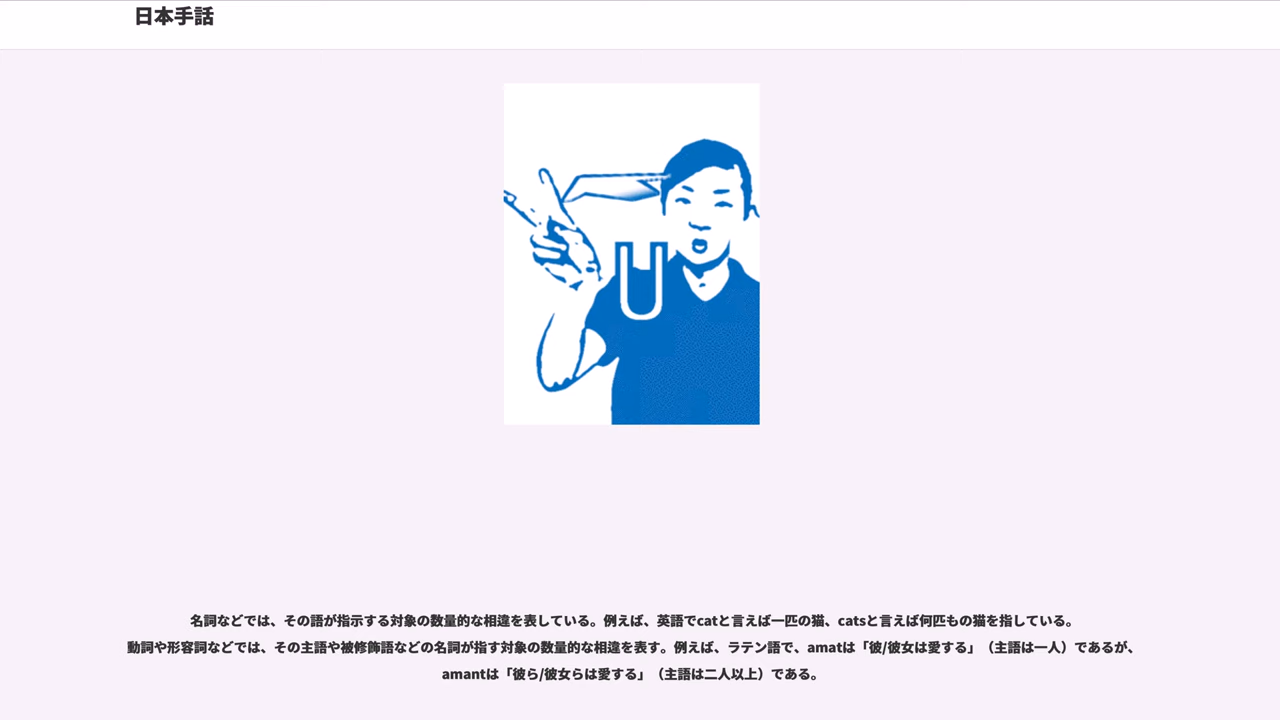 日本手話
U
名詞などでは、その語が指示する対象の数量的な相違を表している。例えば、英語でcatと言えば一匹の猫、catsと言えば何匹もの猫を指している。
動詞や形容詞などでは、その主語や被修飾語などの名詞が指す対象の数量的な相違を表す。例えば、ラテン語で、amatは「彼/彼女は愛する」（主語は一人）であるが、
amantは「彼ら/彼女らは愛する」（主語は二人以上）である。